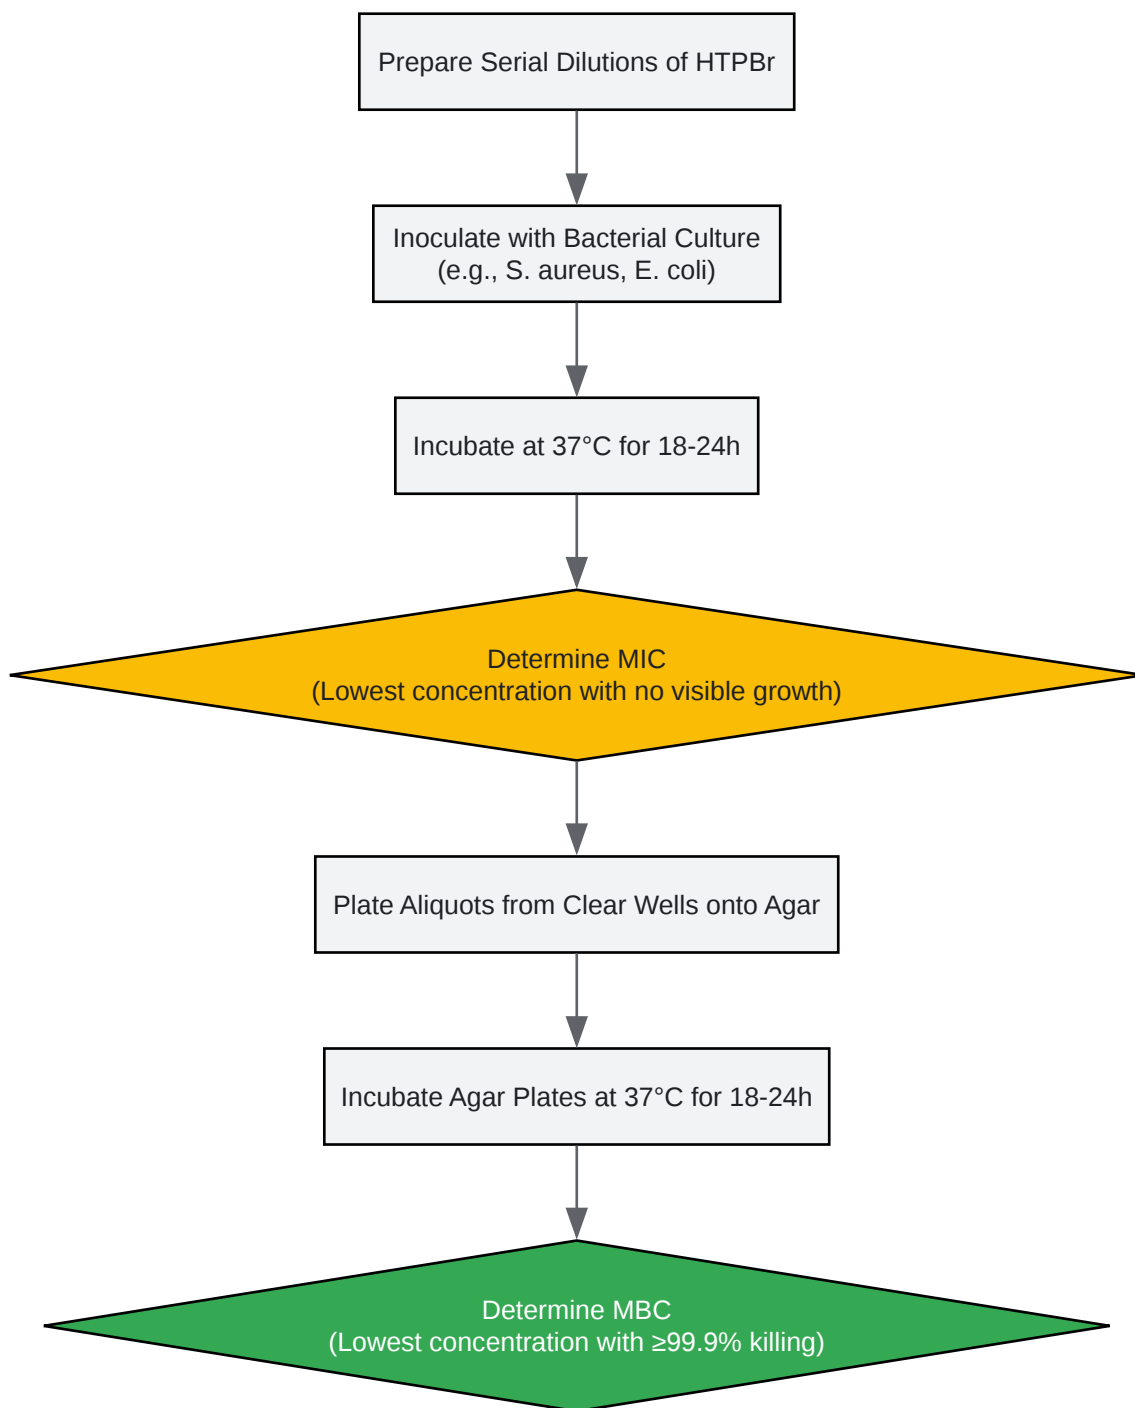 Prepare Serial Dilutions of HTPBr
Inoculate with Bacterial Culture
(e.g., S. aureus, E. coli)
Incubate at 37°C for 18-24h
Determine MIC
(Lowest concentration with no visible growth)
Plate Aliquots from Clear Wells onto Agar
Incubate Agar Plates at 37°C for 18-24h
Determine MBC
(Lowest concentration with ≥99.9% killing)